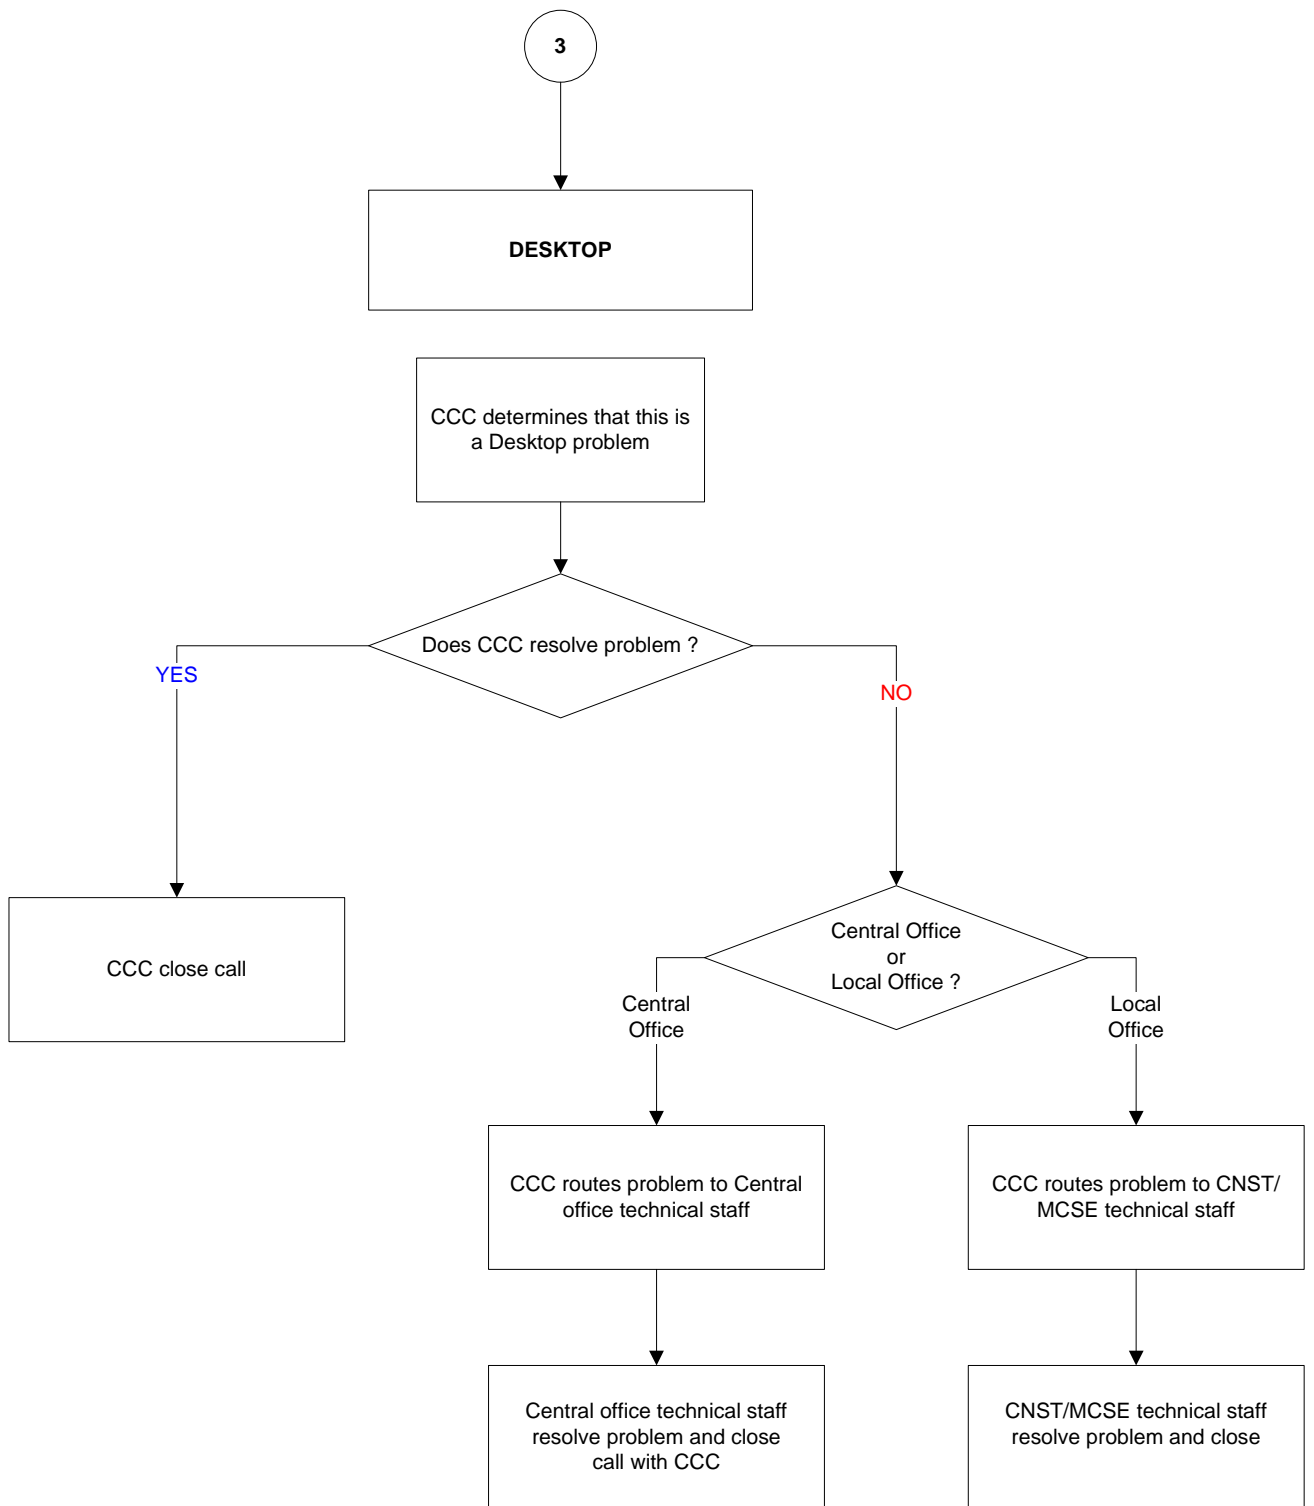 3
DESKTOP
CCC determines that this is
a Desktop problem
Does CCC resolve problem ?
YES
NO
CCC close call
Central Office
or
Local Office ?
Central
Office
Local
Office
CCC routes problem to Central
office technical staff
CCC routes problem to CNST/
MCSE technical staff
Central office technical staff
resolve problem and close
call with CCC
CNST/MCSE technical staff
resolve problem and close